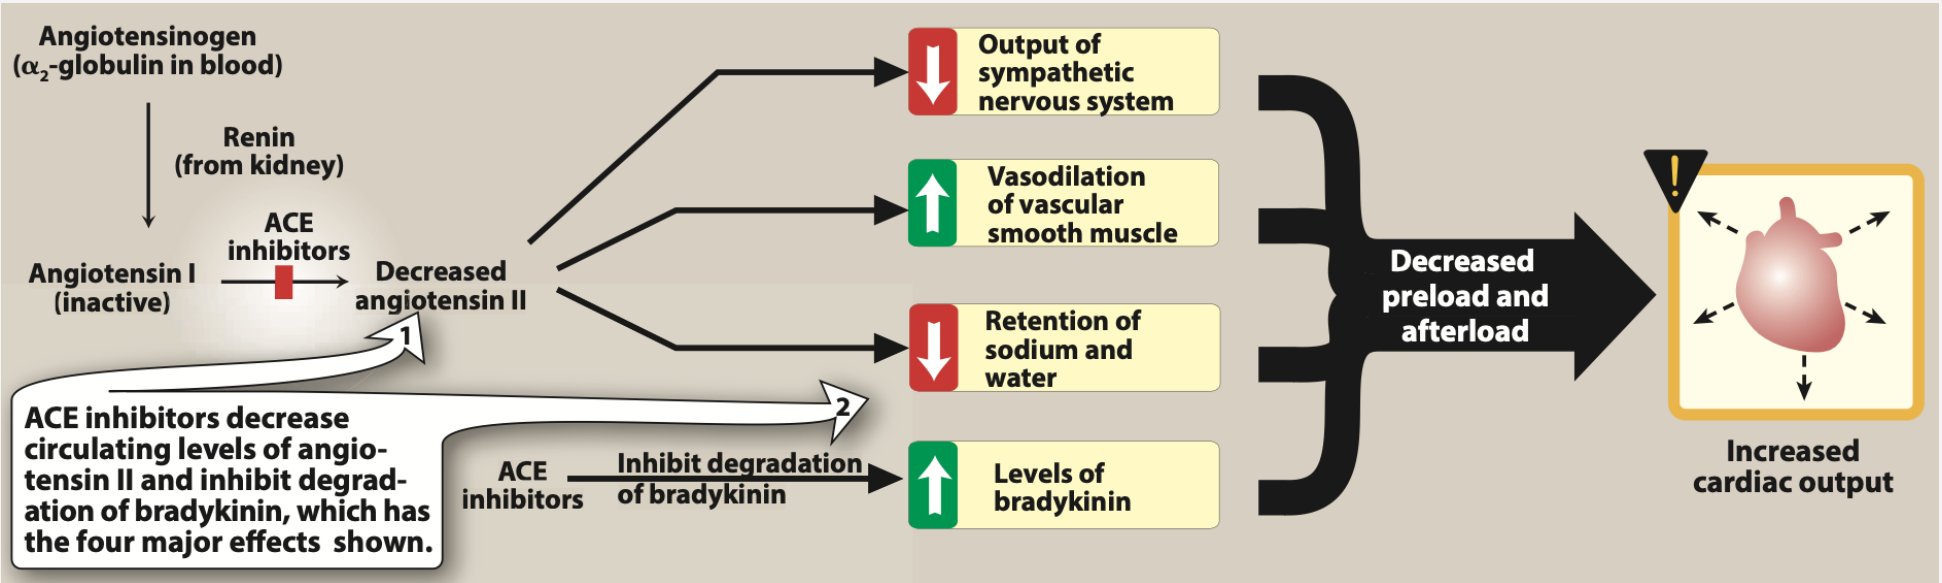 Angiotensinogen
(α₂-globulin in blood)
Renin
(from kidney)
ACE
inhibitors
Angiotensin I
(inactive)
Decreased
angiotensin II
1
2
ACE inhibitors decrease
circulating levels of angio-
tensin II and inhibit degrad-
ation of bradykinin, which has
the four major effects shown.
ACE
inhibitors
Inhibit degradation
of bradykinin
Output of
sympathetic
nervous system
Vasodilation
of vascular
smooth muscle
Retention of
sodium and
water
Levels of
bradykinin
Decreased
preload and
afterload
!
Increased
cardiac output